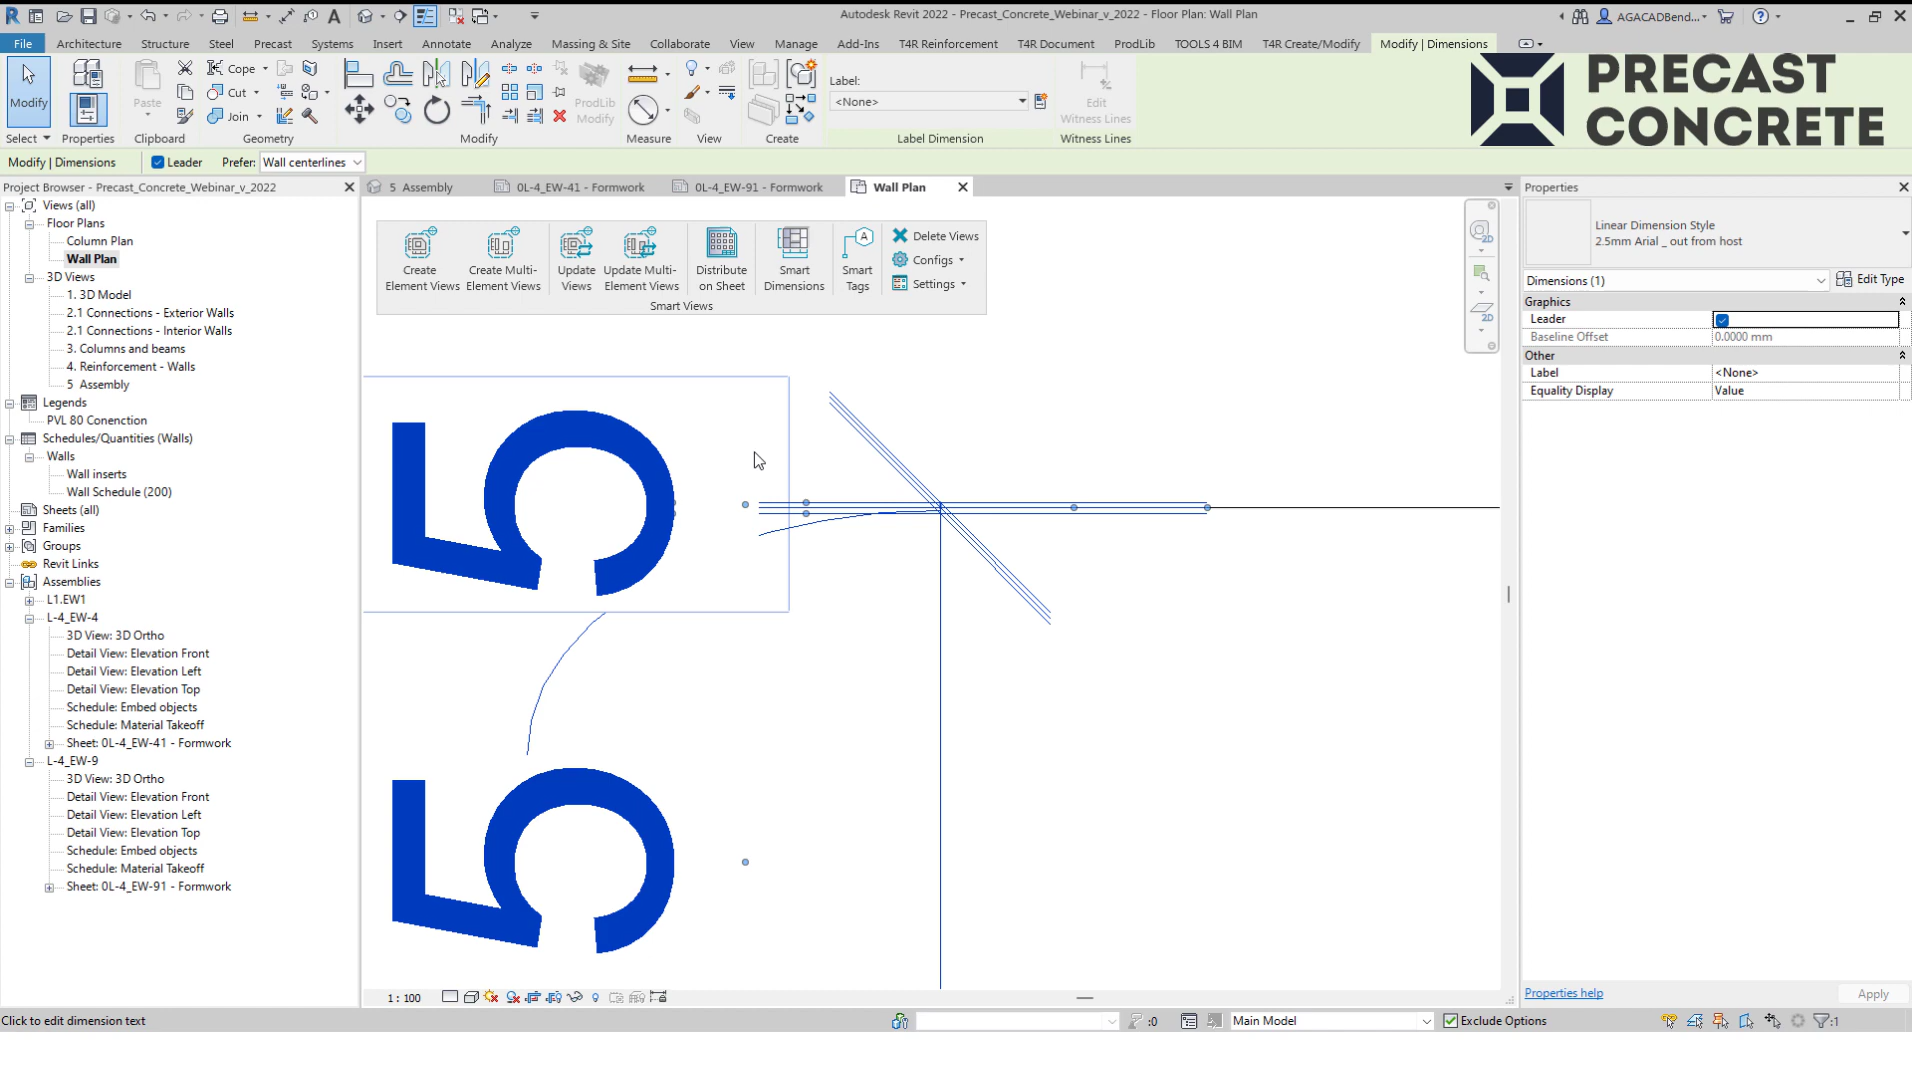 Autodesk Revit 2022 - Precast_Concrete_Webinar_v_2022 - Floor Plan: Wall Plan
AGACADBend...
File Architecture Structure Steel Precast Systems Insert Annotate Analyze Massing & Site Collaborate View Manage Add-Ins T4R Reinforcement T4R Document ProdLib TOOLS 4 BIM T4R Create/Modify Modify | Dimensions
Modify
Paste
Cope
Cut
Join
ProdLib
Modify
Label:
<None>
Edit
Witness Lines
Select Properties Clipboard Geometry Modify Measure View Create Label Dimension Witness Lines
PRECAST
CONCRETE
Modify | Dimensions Leader Prefer: Wall centerlines
Project Browser - Precast_Concrete_Webinar_v_2022
Views (all)
Floor Plans
Column Plan
Wall Plan
3D Views
1. 3D Model
2.1 Connections - Exterior Walls
2.1 Connections - Interior Walls
3. Columns and beams
4. Reinforcement - Walls
5 Assembly
Legends
PVL 80 Conenction
Schedules/Quantities (Walls)
Walls
Wall inserts
Wall Schedule (200)
Sheets (all)
Families
Groups
Revit Links
Assemblies
L1.EW1
L-4_EW-4
3D View: 3D Ortho
Detail View: Elevation Front
Detail View: Elevation Left
Detail View: Elevation Top
Schedule: Embed objects
Schedule: Material Takeoff
Sheet: 0L-4_EW-41 - Formwork
L-4_EW-9
3D View: 3D Ortho
Detail View: Elevation Front
Detail View: Elevation Left
Detail View: Elevation Top
Schedule: Embed objects
Schedule: Material Takeoff
Sheet: 0L-4_EW-91 - Formwork
5 Assembly 0L-4_EW-41 - Formwork 0L-4_EW-91 - Formwork Wall Plan
Create
Element Views
Create Multi-
Element Views
Update
Views
Update Multi-
Element Views
Distribute
on Sheet
Smart
Dimensions
Smart
Tags
Delete Views
Configs
Settings
Smart Views
5
5
2D
2D
1 : 100
Properties
Linear Dimension Style
2.5mm Arial _ out from host
Dimensions (1) Edit Type
Graphics
Leader
Baseline Offset 0.0000 mm
Other
Label <None>
Equality Display Value
Properties help Apply
Click to edit dimension text
:0 Main Model Exclude Options :1